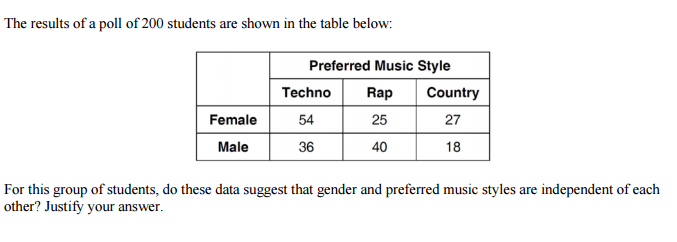 The results of a poll of 200 students are shown in the table below:
Preferred Music Style
Techno Rap Country
Female 54 25 27
Male 36 40 18
For this group of students, do these data suggest that gender and preferred music styles are independent of each
other? Justify your answer.